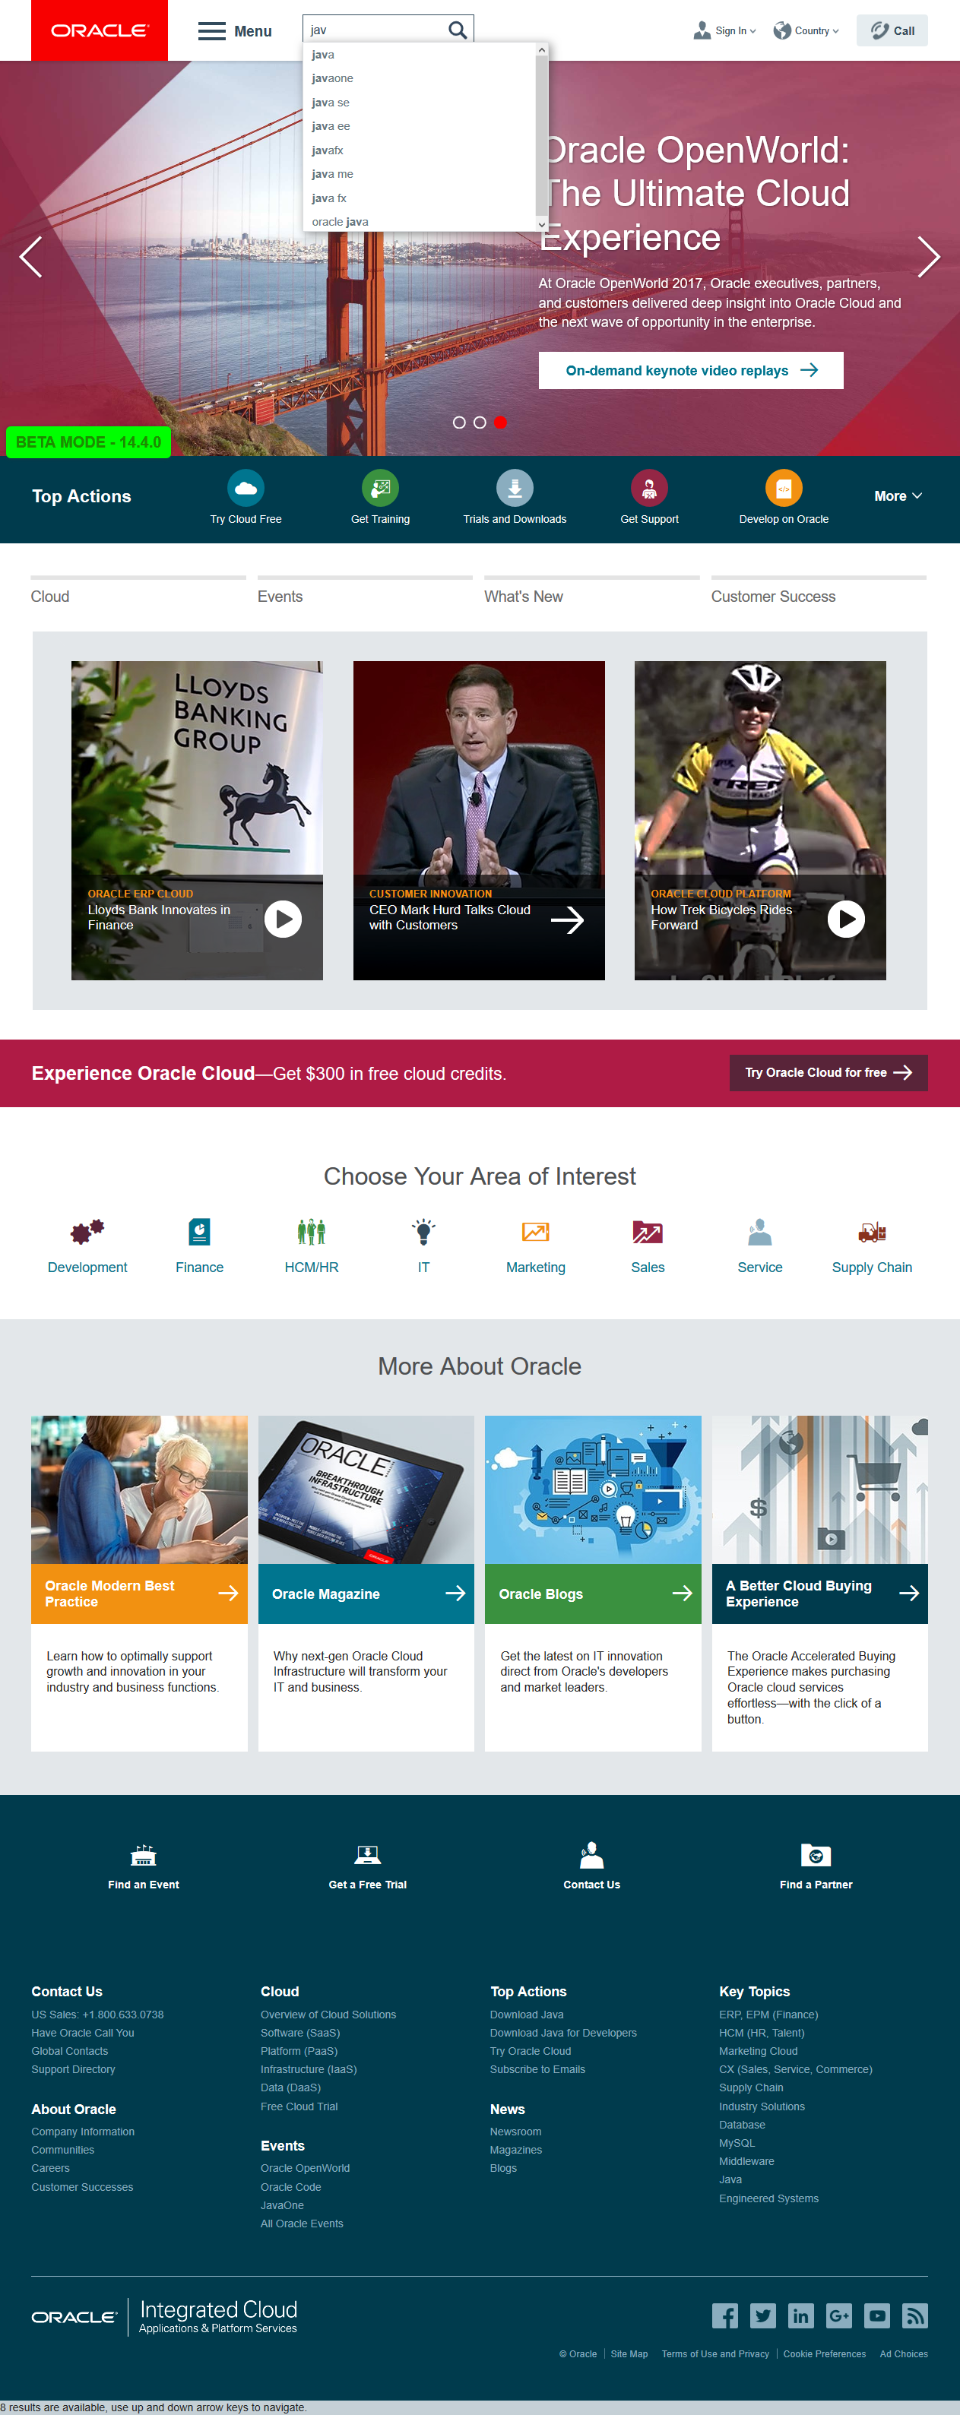 ORACLE
Menu
jav
Sign In
Country
Call
java
javaone
java se
java ee
javafx
java me
java fx
oracle java
Oracle OpenWorld:
The Ultimate Cloud
Experience
At Oracle OpenWorld 2017, Oracle executives, partners,
and customers delivered deep insight into Oracle Cloud and
the next wave of opportunity in the enterprise.
On-demand keynote video replays
BETA MODE - 14.4.0
Top Actions
Try Cloud Free
Get Training
Trials and Downloads
Get Support
Develop on Oracle
More
Cloud
Events
What's New
Customer Success
LLOYDS
BANKING
GROUP
ORACLE ERP CLOUD
Lloyds Bank Innovates in
Finance
CUSTOMER INNOVATION
CEO Mark Hurd Talks Cloud
with Customers
TREK
ORACLE CLOUD PLATFORM
How Trek Bicycles Rides
Forward
Experience Oracle Cloud—Get $300 in free cloud credits.
Try Oracle Cloud for free
Choose Your Area of Interest
Development
Finance
HCM/HR
IT
Marketing
Sales
Service
Supply Chain
More About Oracle
ORACLE
BREAKTHROUGH
INFRASTRUCTURE
$
Oracle Modern Best
Practice
Oracle Magazine
Oracle Blogs
A Better Cloud Buying
Experience
Learn how to optimally support
growth and innovation in your
industry and business functions.
Why next-gen Oracle Cloud
Infrastructure will transform your
IT and business.
Get the latest on IT innovation
direct from Oracle's developers
and market leaders.
The Oracle Accelerated Buying
Experience makes purchasing
Oracle cloud services
effortless—with the click of a
button.
Find an Event
Get a Free Trial
Contact Us
Find a Partner
Contact Us
US Sales: +1.800.633.0738
Have Oracle Call You
Global Contacts
Support Directory
About Oracle
Company Information
Communities
Careers
Customer Successes
Cloud
Overview of Cloud Solutions
Software (SaaS)
Platform (PaaS)
Infrastructure (IaaS)
Data (DaaS)
Free Cloud Trial
Events
Oracle OpenWorld
Oracle Code
JavaOne
All Oracle Events
Top Actions
Download Java
Download Java for Developers
Try Oracle Cloud
Subscribe to Emails
News
Newsroom
Magazines
Blogs
Key Topics
ERP, EPM (Finance)
HCM (HR, Talent)
Marketing Cloud
CX (Sales, Service, Commerce)
Supply Chain
Industry Solutions
Database
MySQL
Middleware
Java
Engineered Systems
ORACLE
Integrated Cloud
Applications & Platform Services
© Oracle
Site Map
Terms of Use and Privacy
Cookie Preferences
Ad Choices
8 results are available, use up and down arrow keys to navigate.